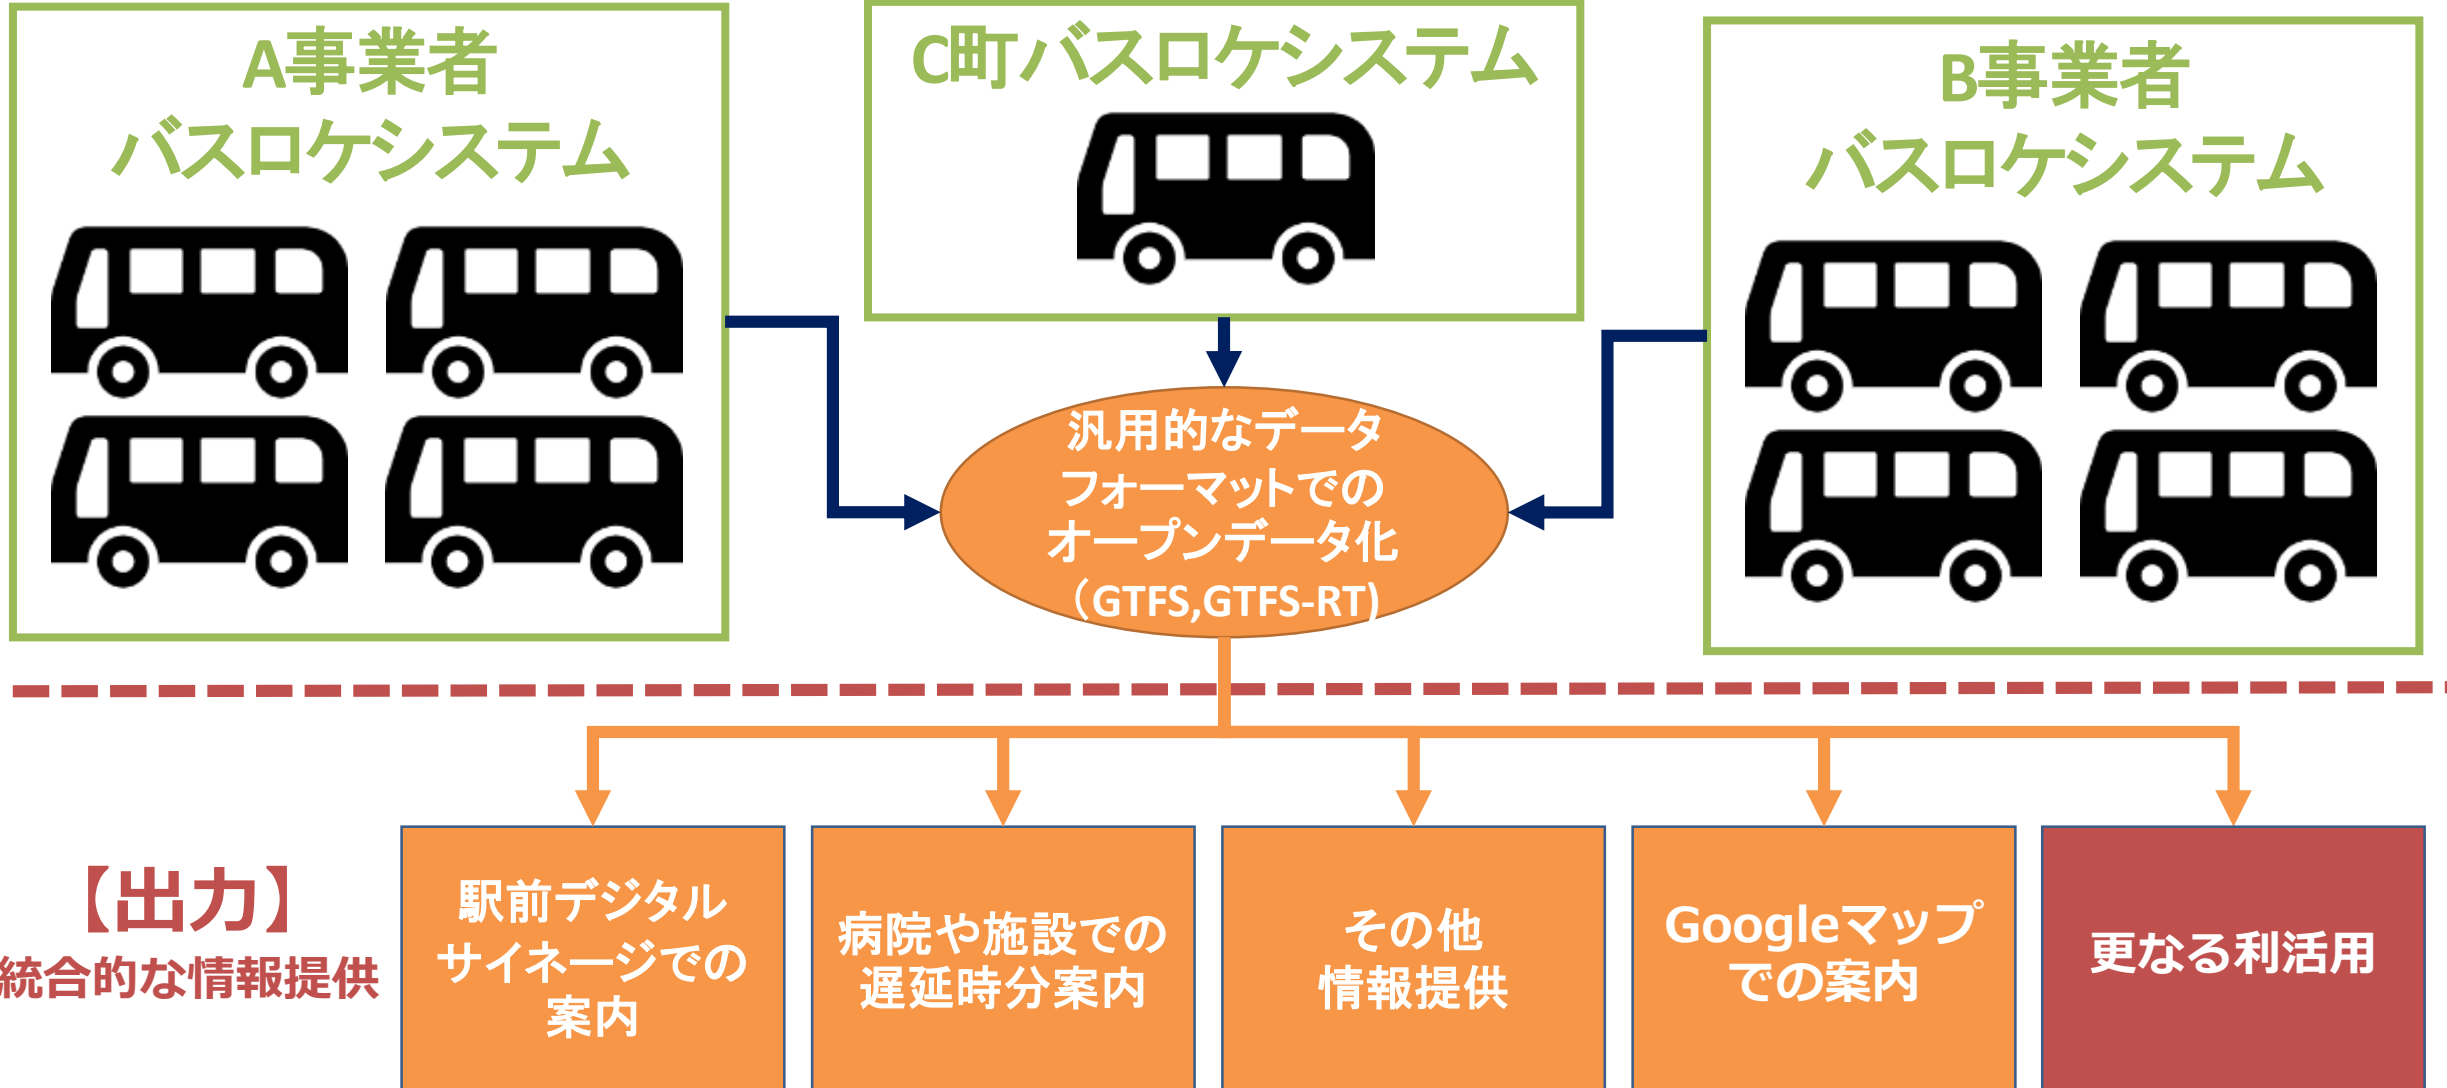 A事業者
バスロケシステム
C町バスロケシステム
B事業者
バスロケシステム
汎用的なデータ
フォーマットでの
オープンデータ化
（GTFS,GTFS-RT)
【出力】
統合的な情報提供
駅前デジタル
サイネージでの
案内
病院や施設での
遅延時分案内
その他
情報提供
Googleマップ
での案内
更なる利活用